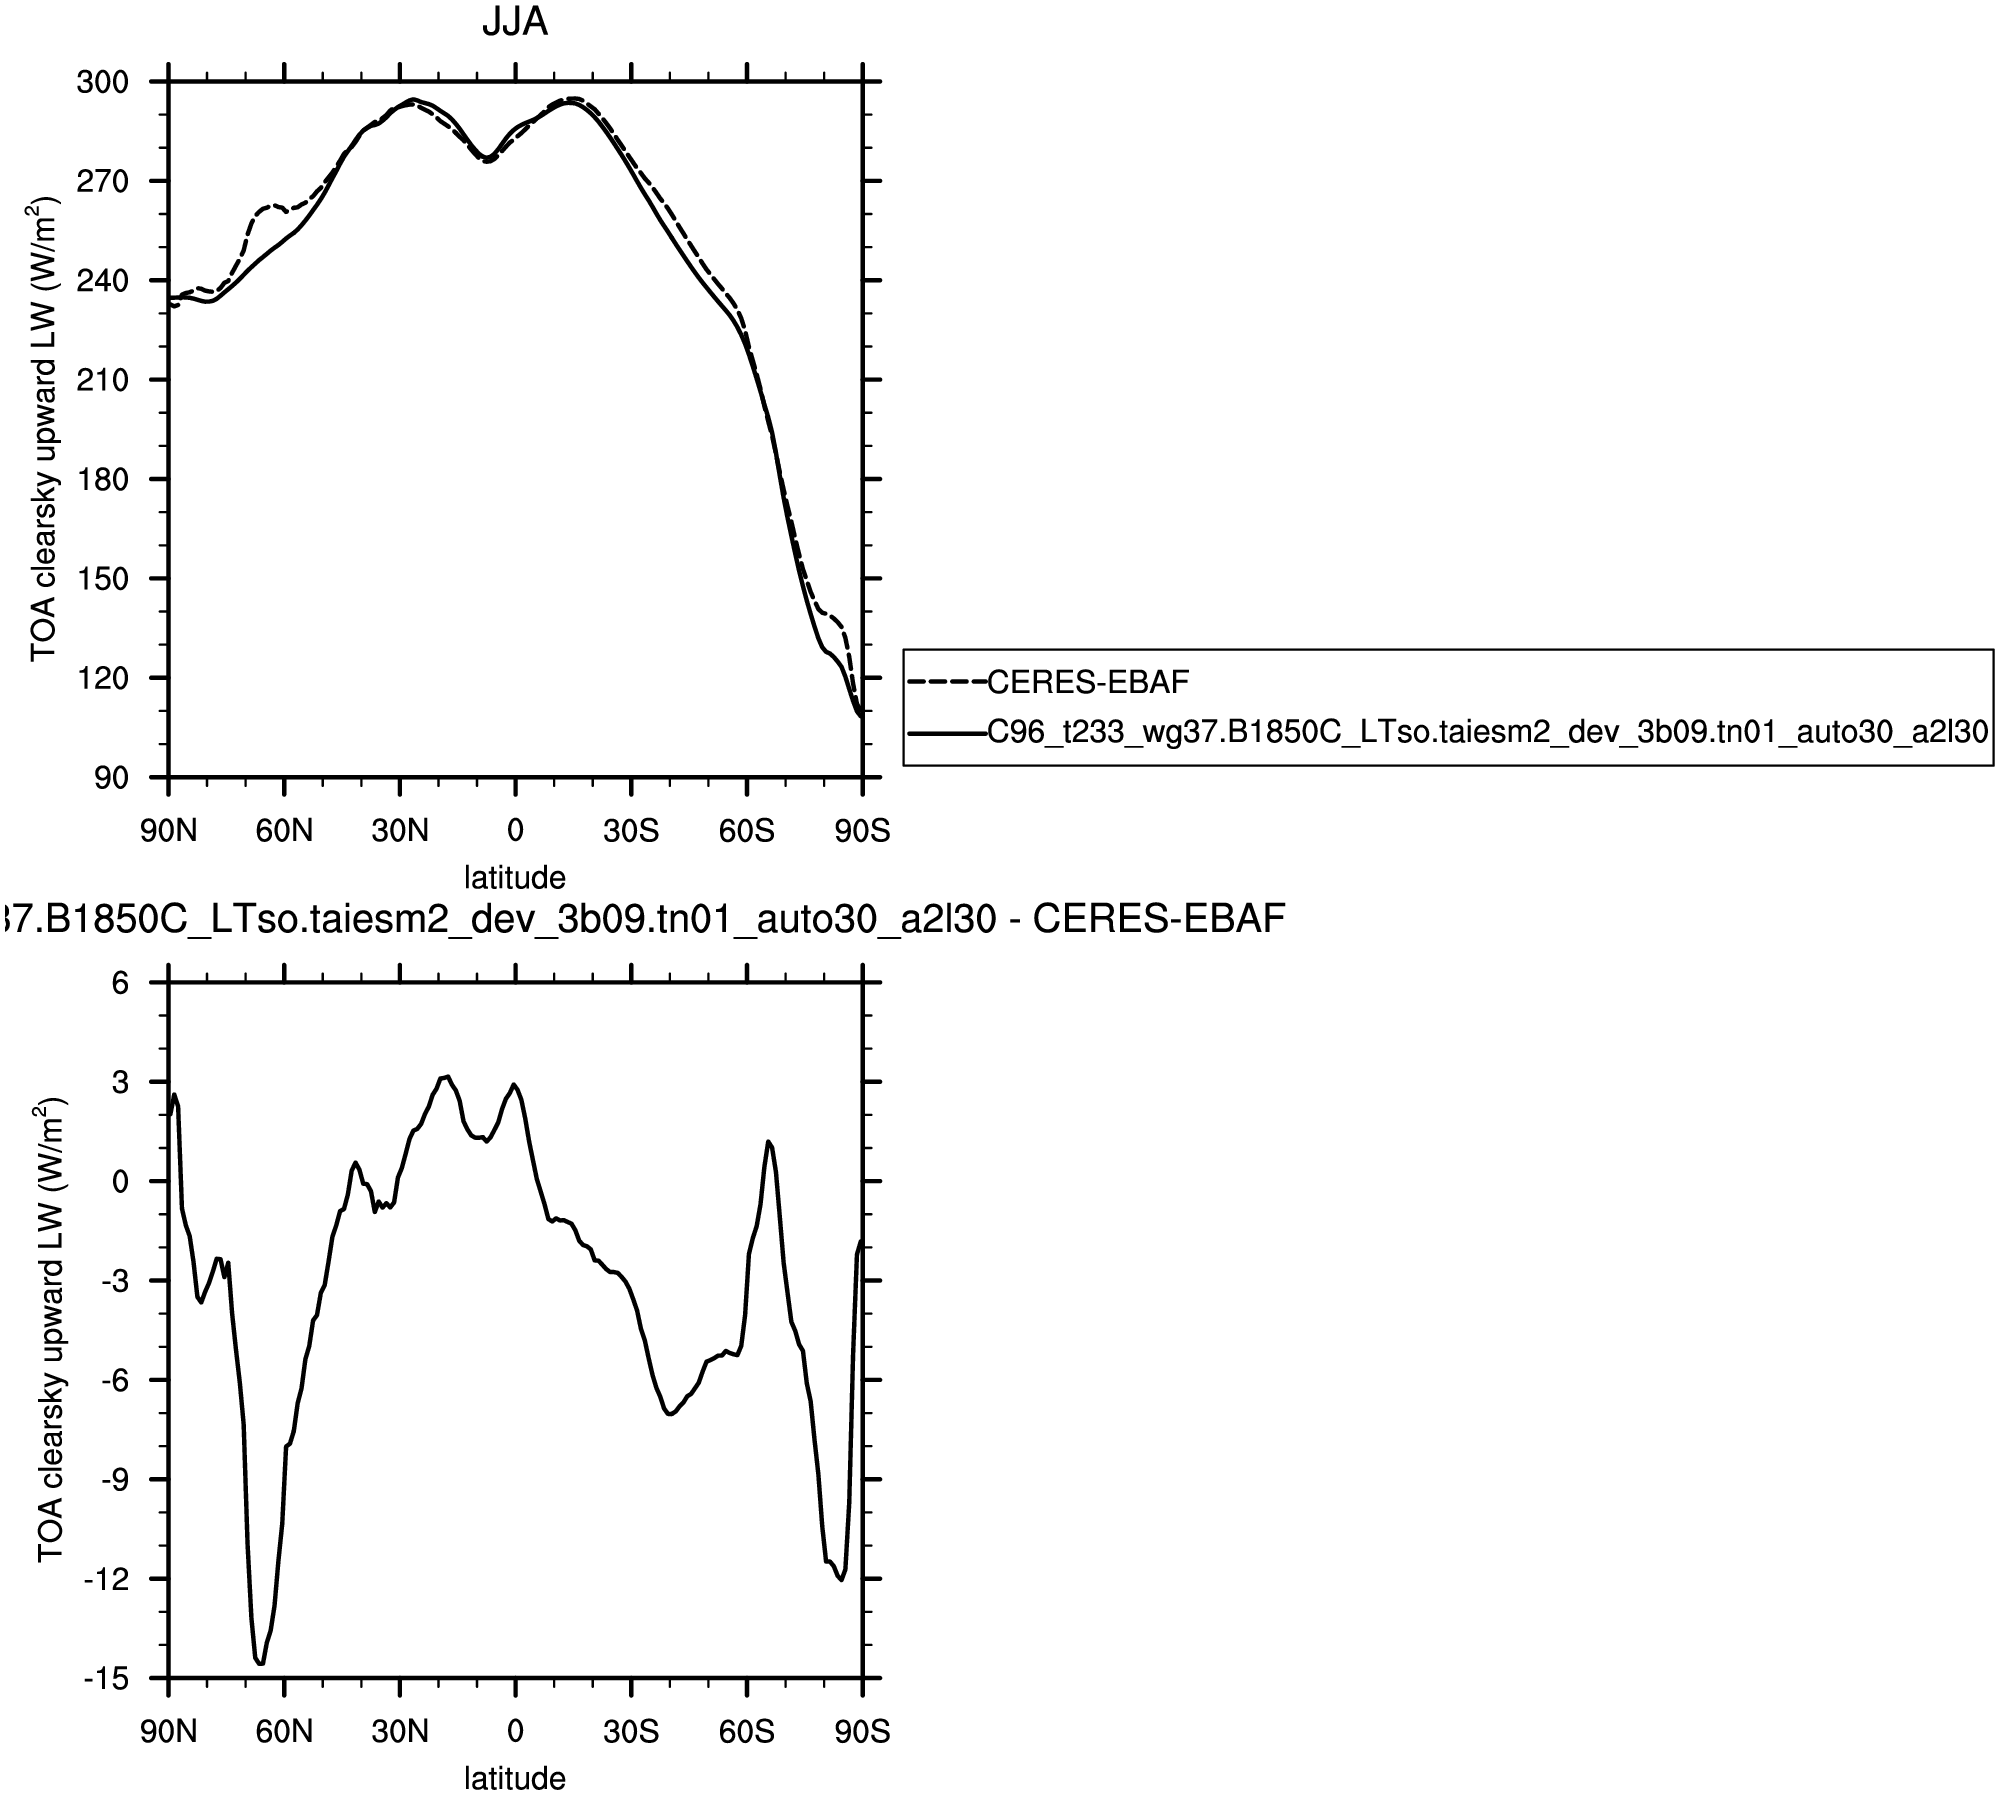 JJA
300
270
240
210
180
150
120
90
TOA clearsky upward LW (W/m²)
90N 60N 30N 0 30S 60S 90S
latitude
CERES-EBAF
C96_t233_wg37.B1850C_LTso.taiesm2_dev_3b09.tn01_auto30_a2l30
37.B1850C_LTso.taiesm2_dev_3b09.tn01_auto30_a2l30 - CERES-EBAF
6
3
0
-3
-6
-9
-12
-15
TOA clearsky upward LW (W/m²)
90N 60N 30N 0 30S 60S 90S
latitude